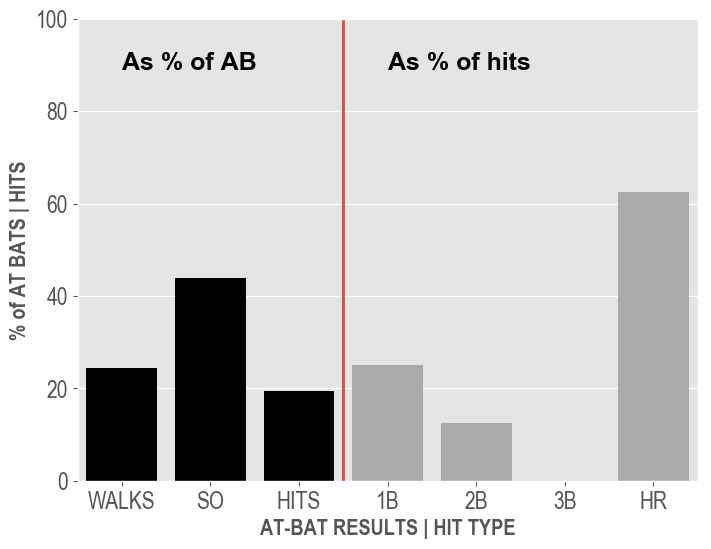 As % of AB
As % of hits
100
80
60
40
20
0
% of AT BATS | HITS
WALKS SO HITS 1B 2B 3B HR
AT-BAT RESULTS | HIT TYPE